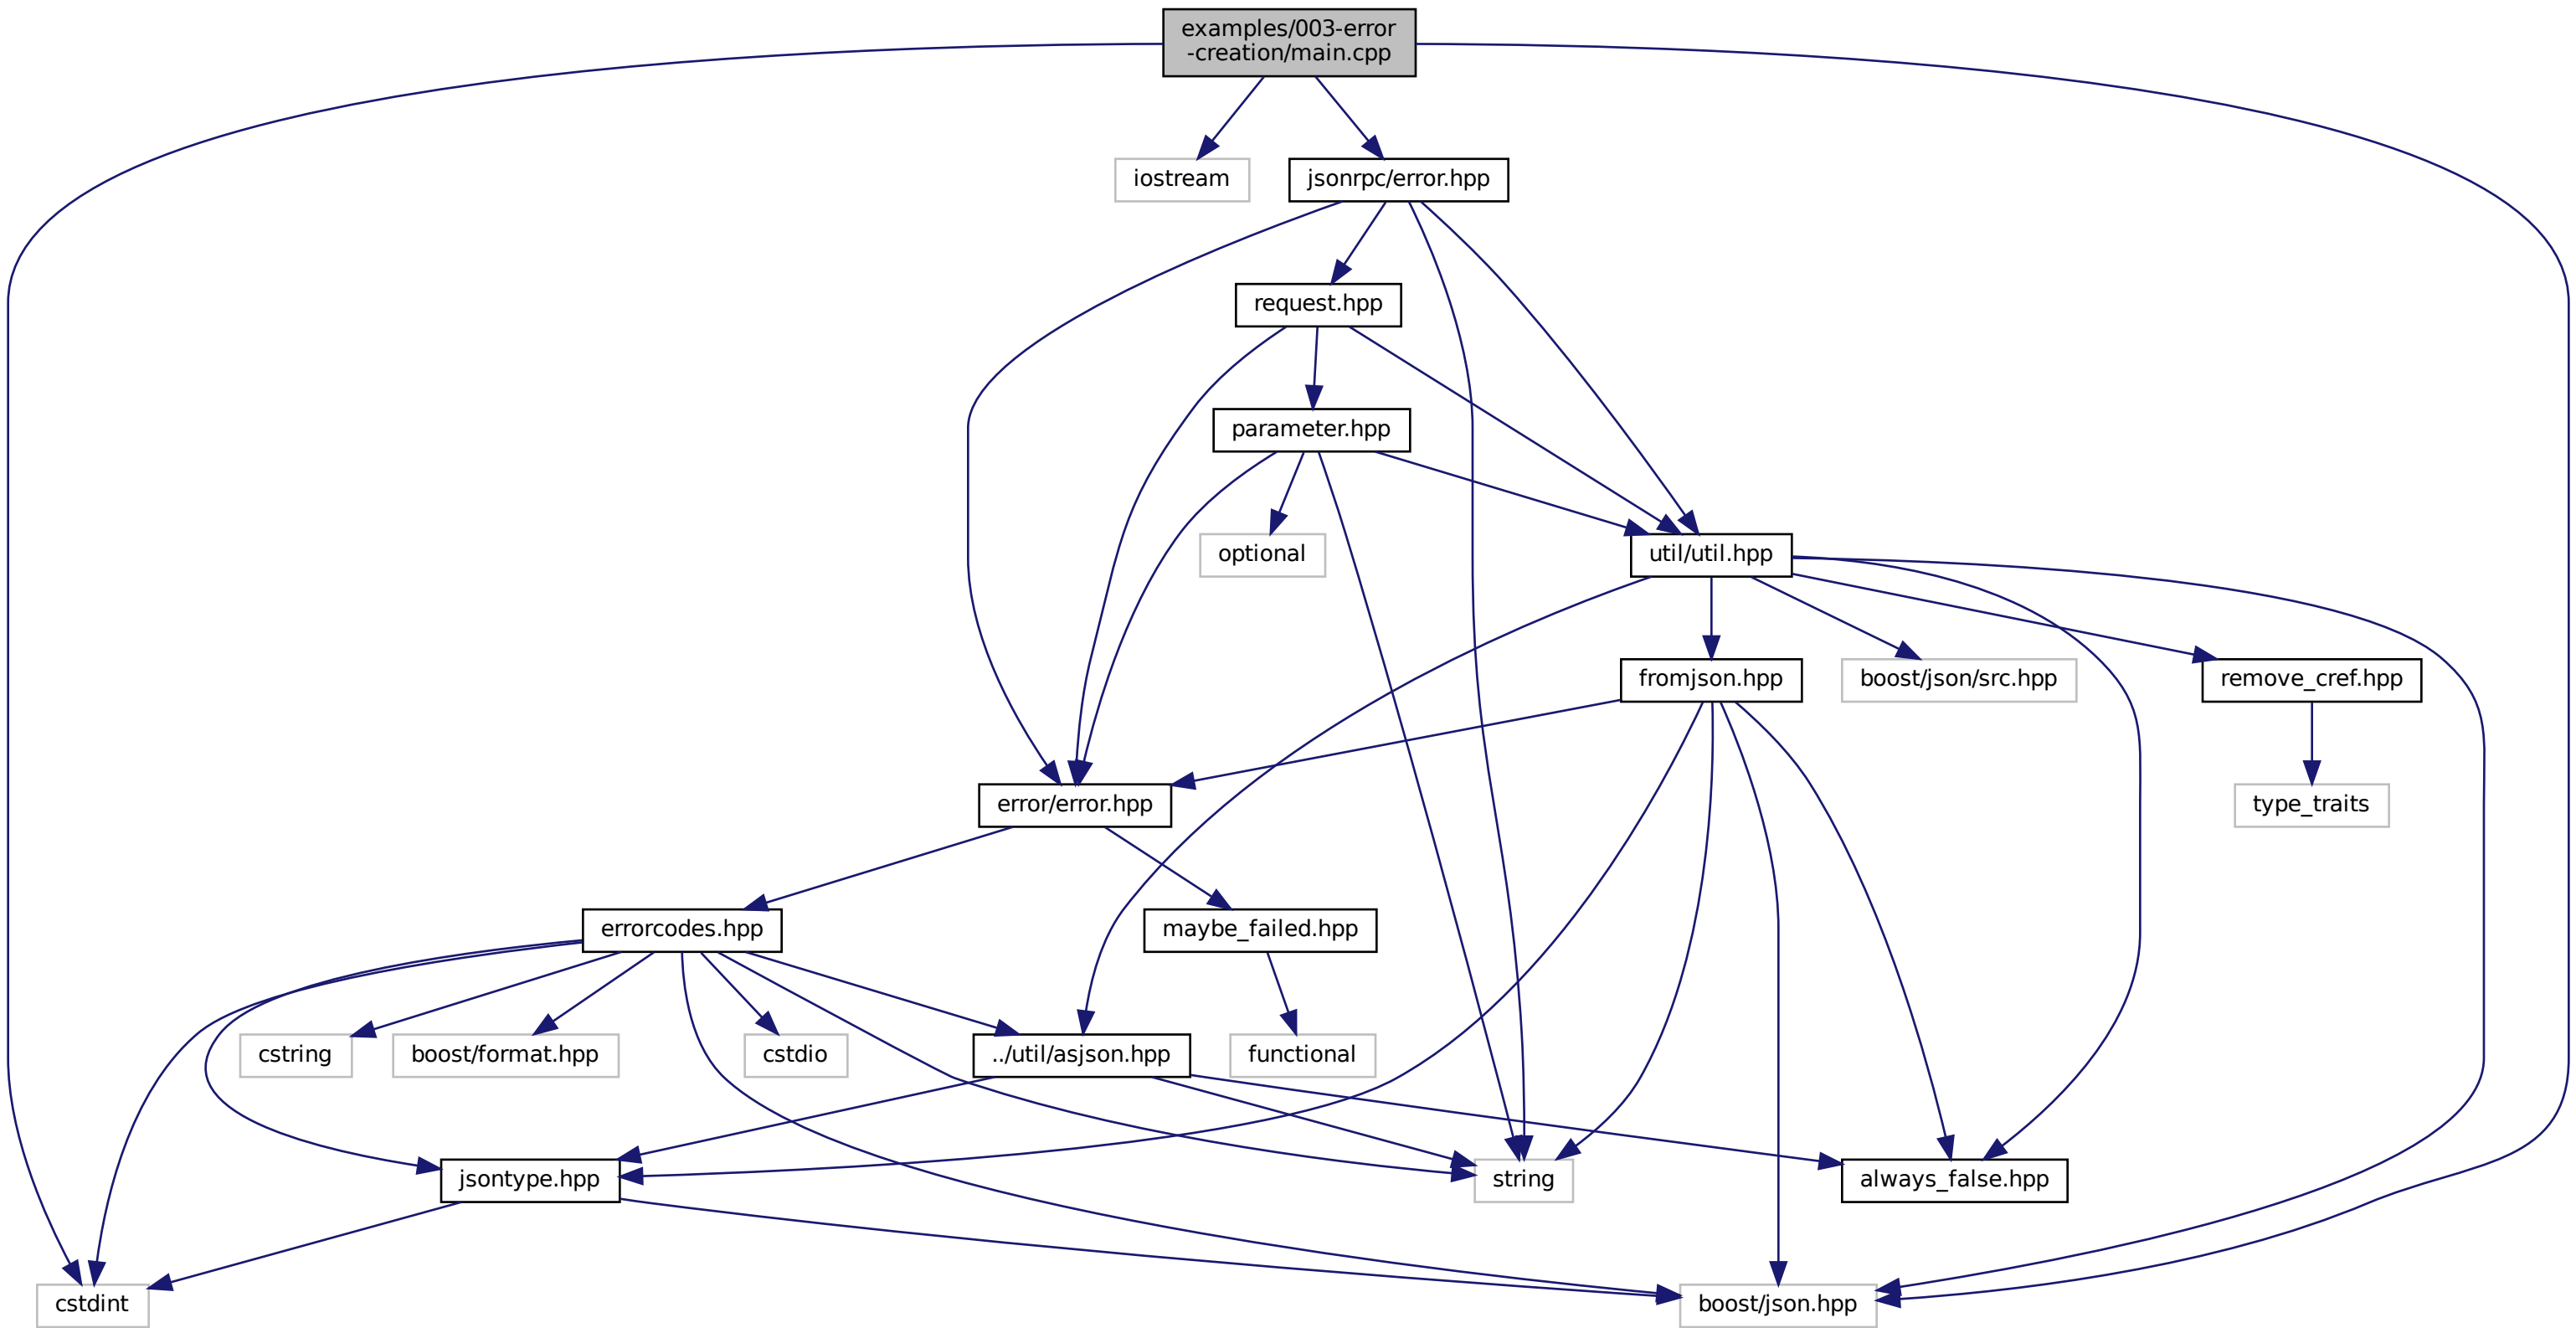 examples/003-error
-creation/main.cpp
iostream
jsonrpc/error.hpp
request.hpp
parameter.hpp
optional
util/util.hpp
fromjson.hpp
boost/json/src.hpp
remove_cref.hpp
error/error.hpp
type_traits
errorcodes.hpp
maybe_failed.hpp
cstring
boost/format.hpp
cstdio
../util/asjson.hpp
functional
jsontype.hpp
string
always_false.hpp
cstdint
boost/json.hpp